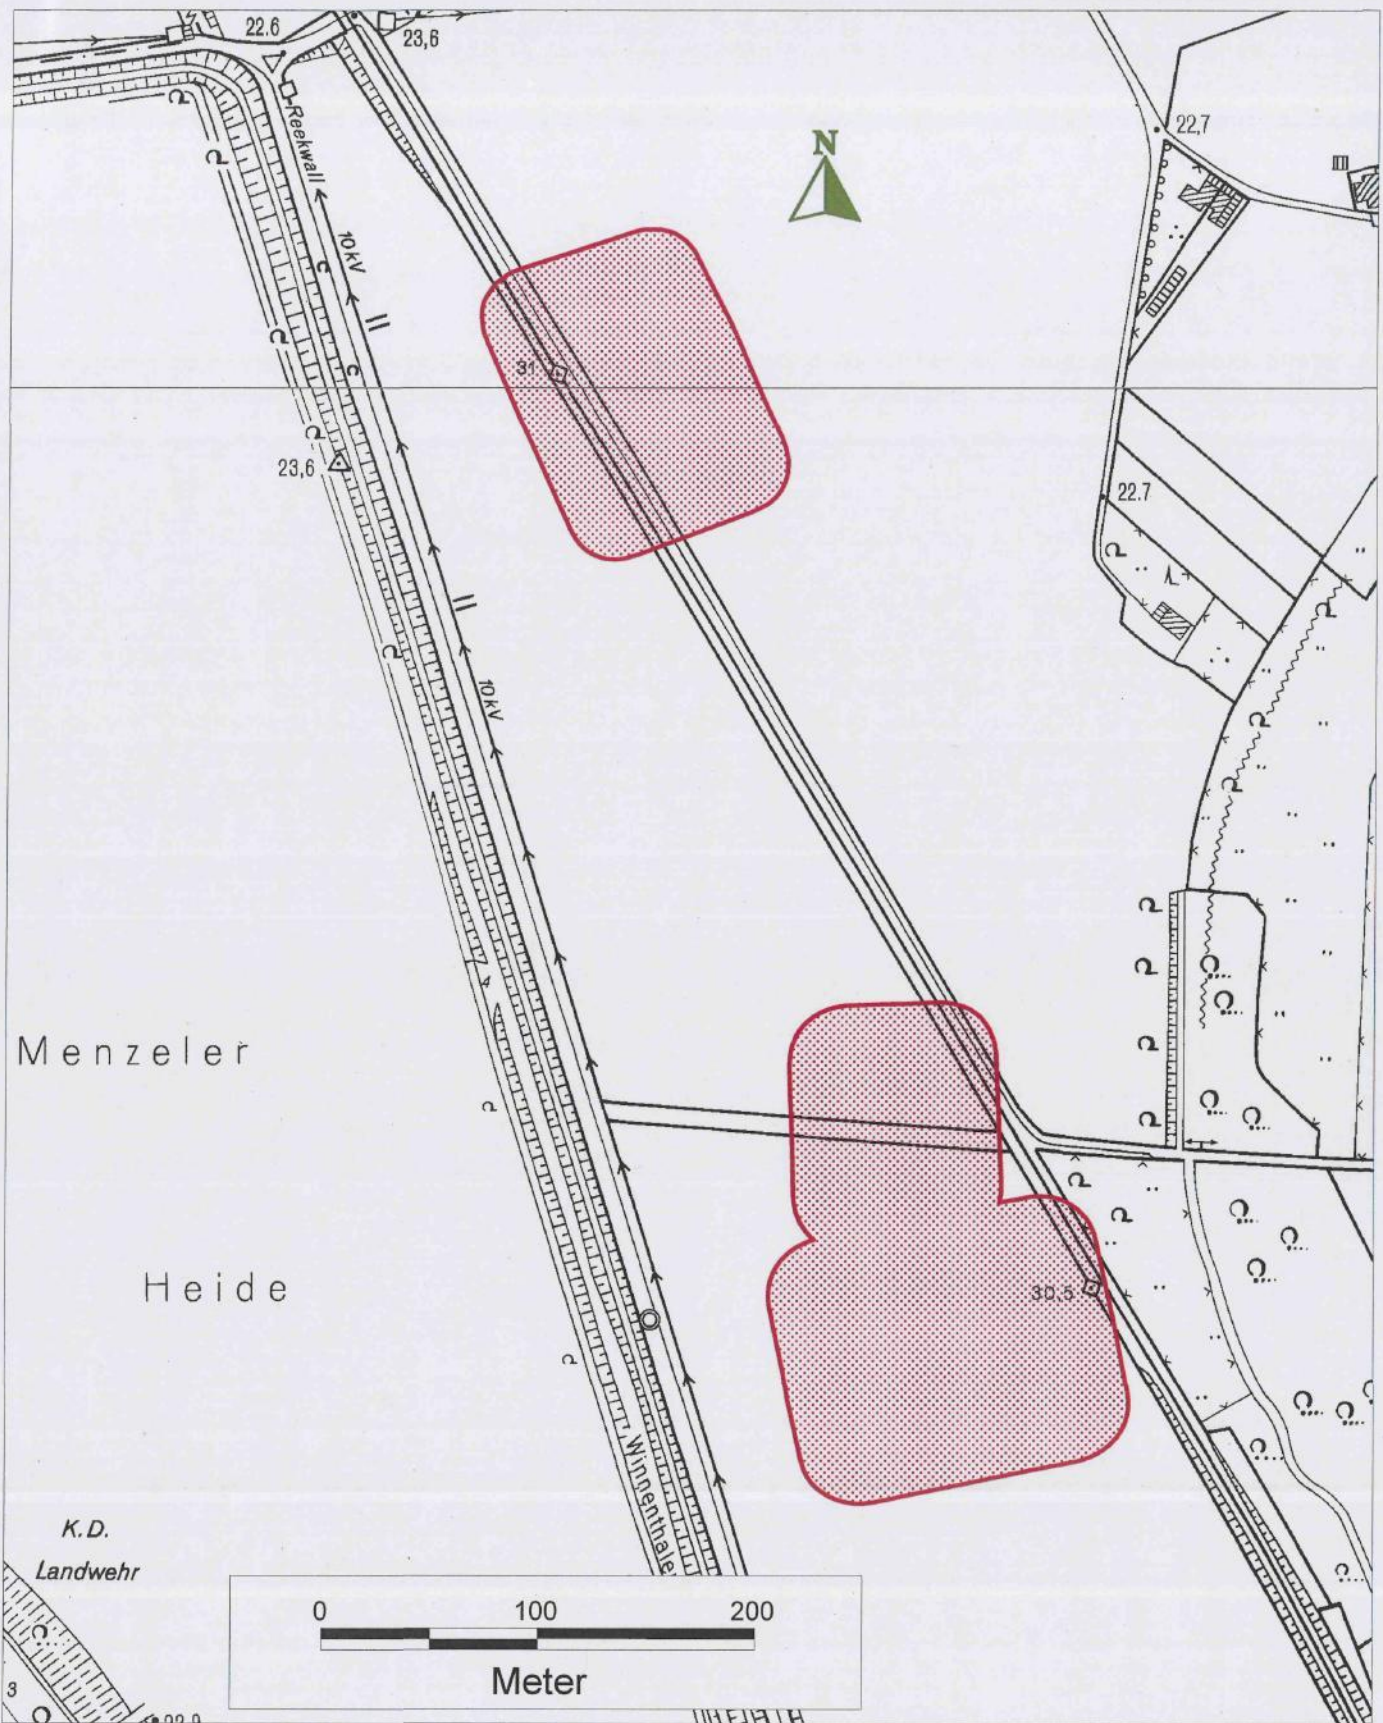 22.6
23,6
Reekwall
N
22,7
10kV
31
23,6
22.7
10kV
Menzeler
4
Heide
30.5
Winnenthaler
K.D.
Landwehr
0 100 200
Meter
3